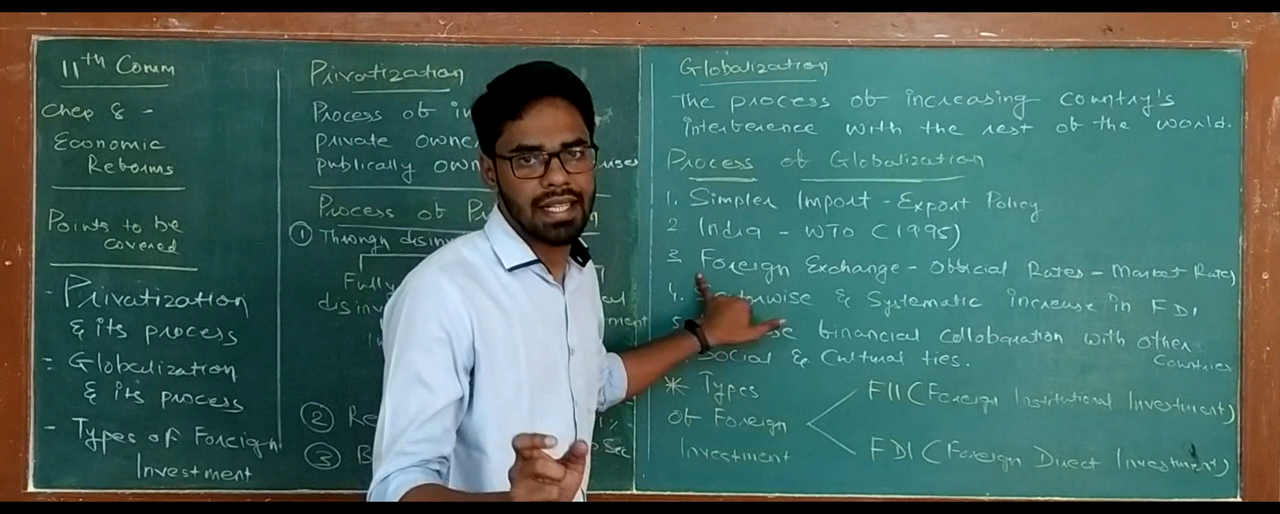 11th Comm
Chap 8 -
Economic
Reforms
Points to be
covered
- Privatization
& its process
- Globalization
& its process
- Types of Foreign
Investment
Privatization
Process of
private
publically
Process of
① Through
Fully
②
③
Globalization
The process of increasing country's
interference with the rest of the world.
Process of Globalization
1. Simpler Import - Export Policy
2 India - WTO (1995)
3 Foreign Exchange - Official Rates - Market Rates
4. & Systematic increase in FDI
5. financial collaboration with other
Countries
Social & Cultural ties.
* Types
of Foreign
Investment
FII (Foreign Institutional Investment)
FDI (Foreign Direct Investment)